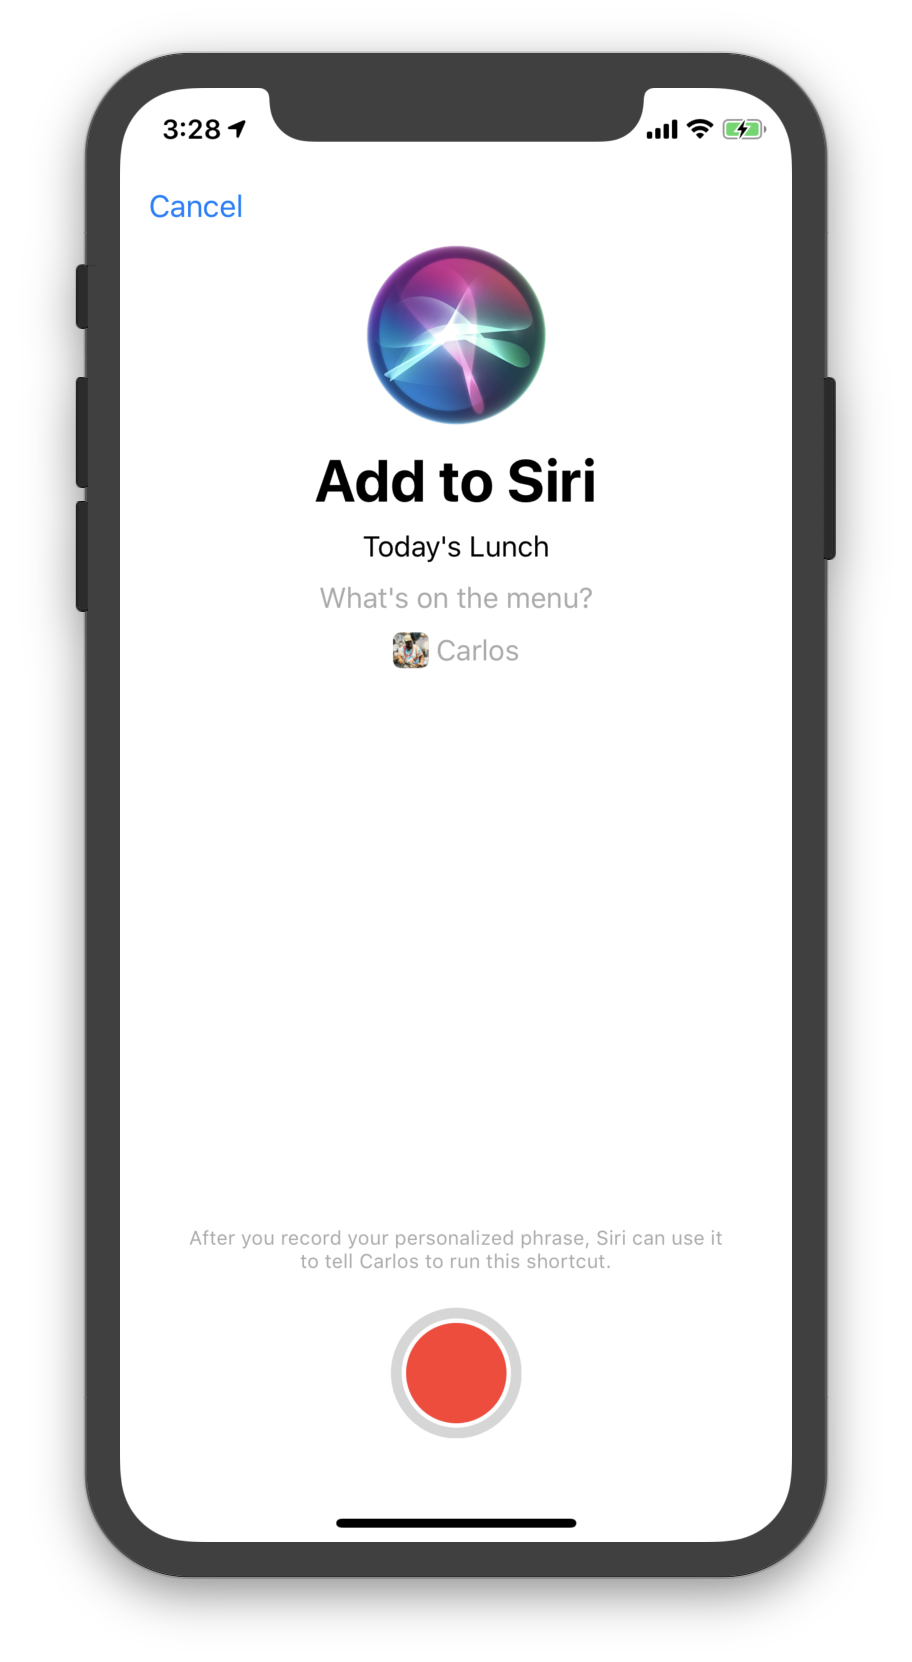 3:28
Cancel
Add to Siri
Today's Lunch
What's on the menu?
Carlos
After you record your personalized phrase, Siri can use it
to tell Carlos to run this shortcut.